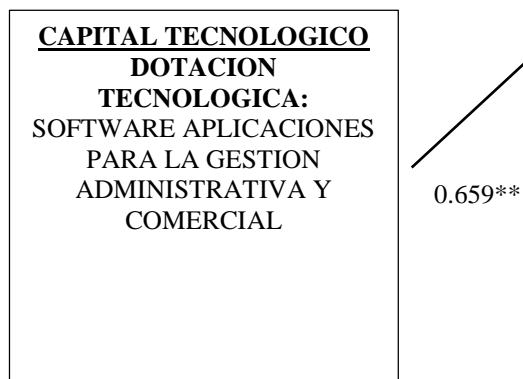 CAPITAL TECNOLOGICO
DOTACION
TECNOLOGICA:
SOFTWARE APLICACIONES
PARA LA GESTION
ADMINISTRATIVA Y
COMERCIAL
0.659**